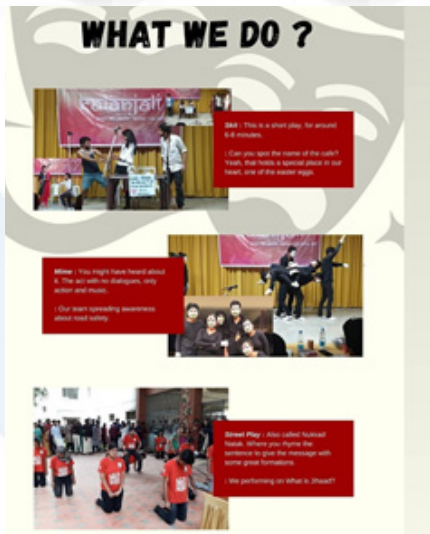 WHAT WE DO ?
kalanjali
Skit : This is a short play, for around
6-8 minutes.
: Can you spot the name of the cafe?
Yeah, that holds a special place in our
heart, one of the easter eggs.
Mime : You might have heard about
it. The act with no dialogues, only
action and music.
: Our team spreading awareness
about road safety.
Street Play : Also called Nukkad
Natak. Where you rhyme the
sentence to give the message with
some great formations.
: We performing on What is Jihaad?